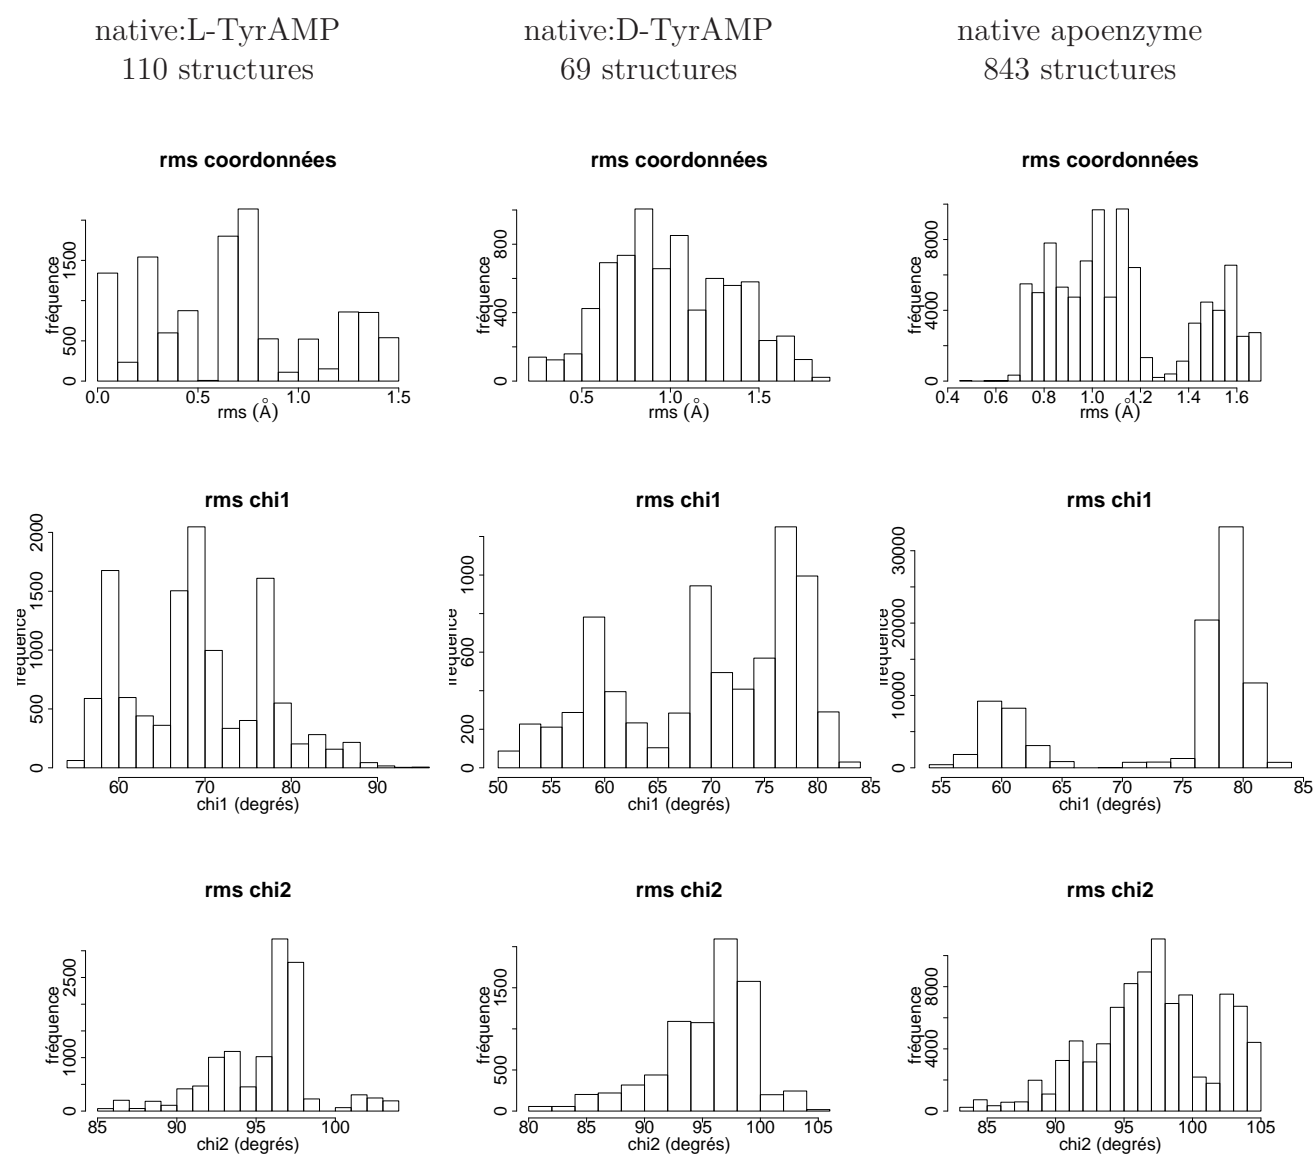 native:L-TyrAMP
110 structures
native:D-TyrAMP
69 structures
native apoenzyme
843 structures
rms coordonnées
fréquence
0 500 1500
0.0 0.5 1.0 1.5
rms (Å)
rms coordonnées
fréquence
0 400 800
0.5 1.0 1.5
rms (Å)
rms coordonnées
fréquence
0 4000 8000
0.4 0.6 0.8 1.0 1.2 1.4 1.6
rms (Å)
rms chi1
fréquence
0 500 1000 1500 2000
60 70 80 90
chi1 (degrés)
rms chi1
fréquence
0 200 600 1000
50 55 60 65 70 75 80 85
chi1 (degrés)
rms chi1
fréquence
0 10000 20000 30000
55 60 65 70 75 80 85
chi1 (degrés)
rms chi2
fréquence
0 1000 2500
85 90 95 100
chi2 (degrés)
rms chi2
fréquence
0 500 1500
80 85 90 95 100 105
chi2 (degrés)
rms chi2
fréquence
0 4000 8000
85 90 95 100 105
chi2 (degrés)